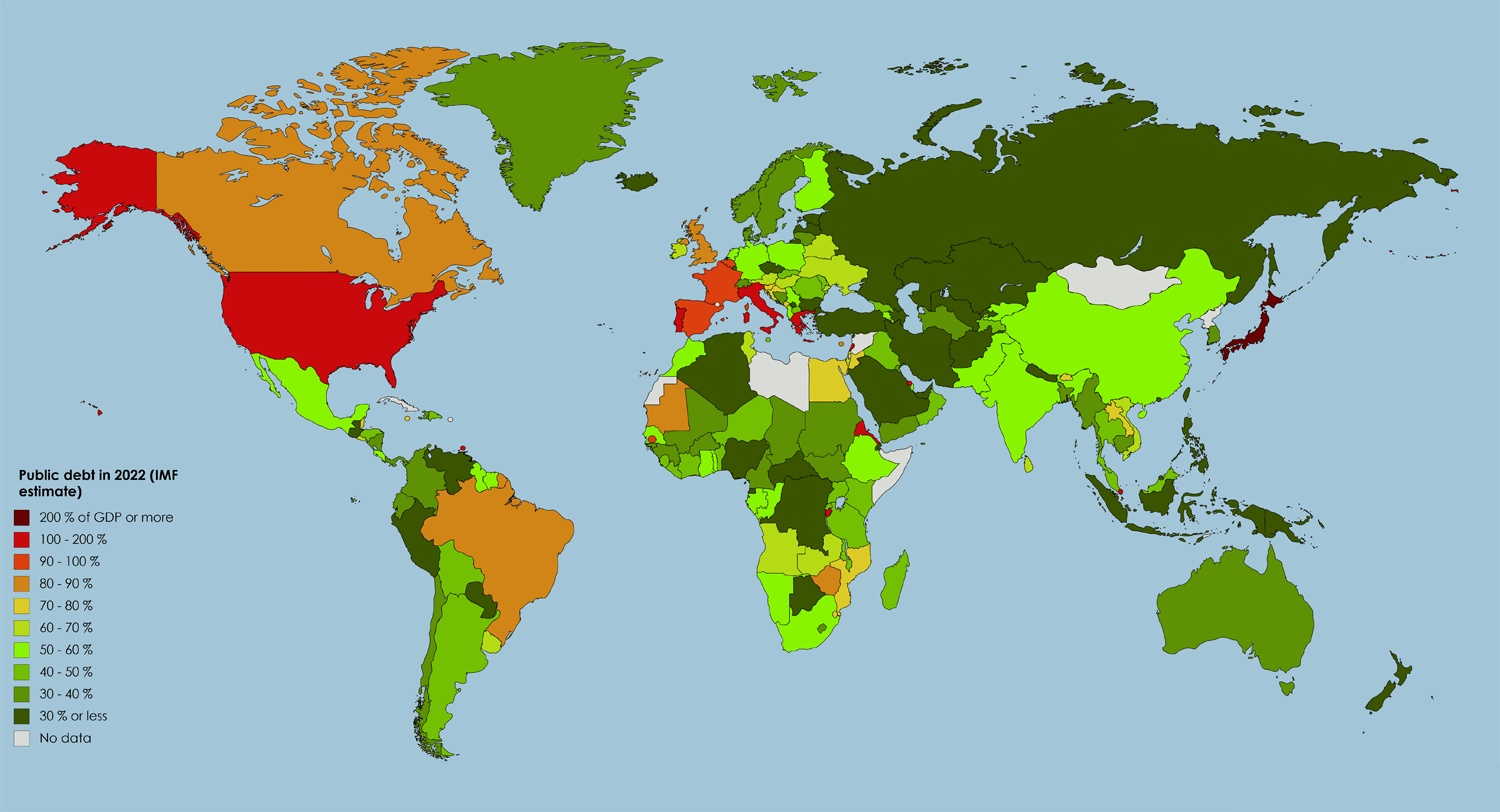 Public debt in 2022 (IMF
estimate)
200 % of GDP or more
100 - 200 %
90 - 100 %
80 - 90 %
70 - 80 %
60 - 70 %
50 - 60 %
40 - 50 %
30 - 40 %
30 % or less
No data